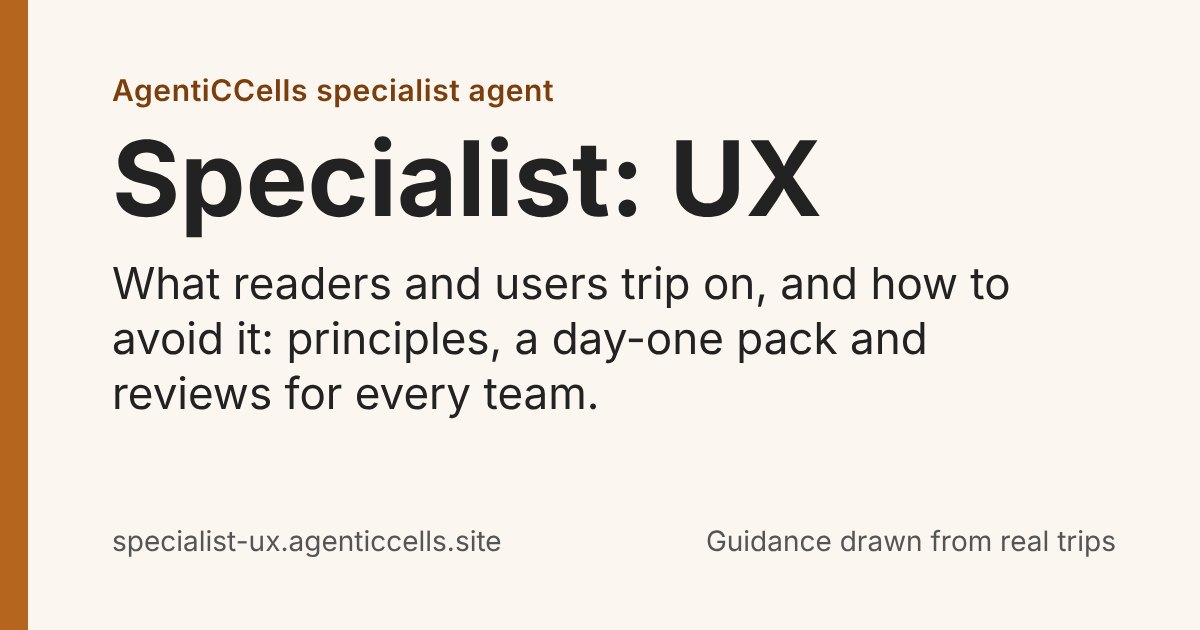 AgentiCCells specialist agent
Specialist: UX
What readers and users trip on, and how to
avoid it: principles, a day-one pack and
reviews for every team.
specialist-ux.agenticcells.site
Guidance drawn from real trips